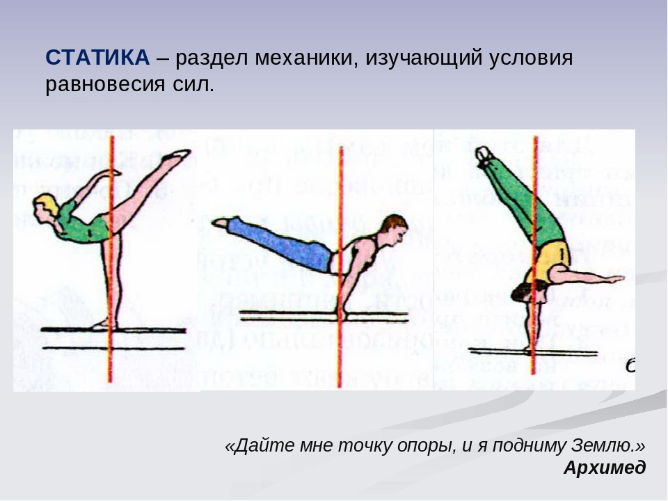 СТАТИКА – раздел механики, изучающий условия
равновесия сил.
б
«Дайте мне точку опоры, и я подниму Землю.»
Архимед